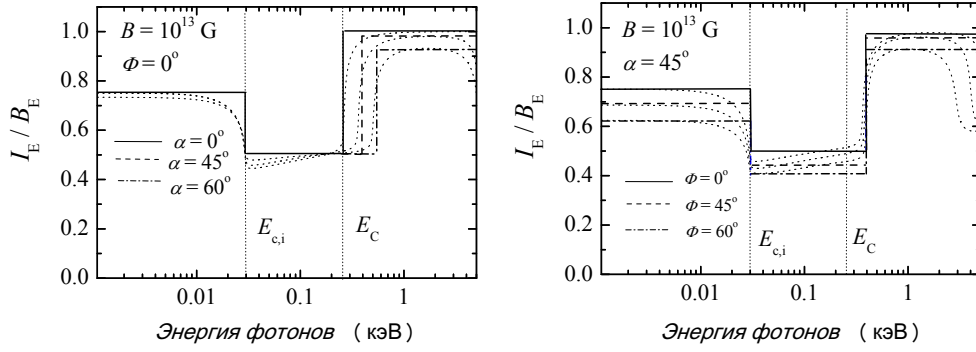 I_E / B_E
1.0
0.8
0.6
0.4
0.2
0.0
B = 10^13 G
Φ = 0°
α = 0°
α = 45°
α = 60°
E_c,i
E_C
0.01
0.1
1
Энергия фотонов ( кэВ )
I_E / B_E
1.0
0.8
0.6
0.4
0.2
0.0
B = 10^13 G
α = 45°
Φ = 0°
Φ = 45°
Φ = 60°
E_c,i
E_C
0.01
0.1
1
Энергия фотонов ( кэВ )